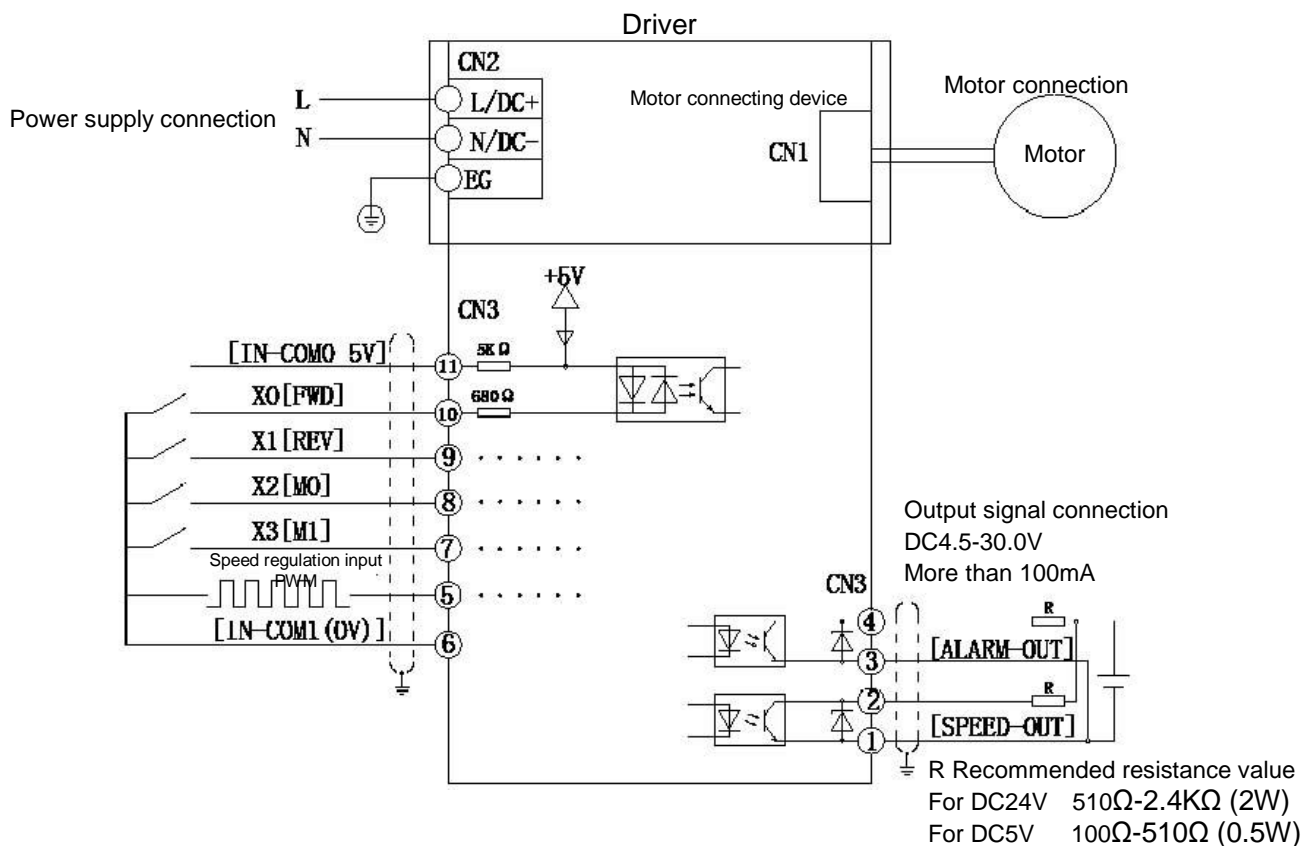 Driver
CN2
L
L/DC+
Power supply connection
N
N/DC-
EG
Motor connecting device
CN1
Motor connection
Motor
+5V
CN3
[IN-COM0 5V]
11
5KΩ
X0[FWD]
10
680Ω
X1[REV]
9
X2[M0]
8
X3[M1]
7
Speed regulation input
PWM
5
[IN-COM1(0V)]
6
Output signal connection
DC4.5-30.0V
More than 100mA
CN3
4
R
3
[ALARM-OUT]
2
R
1
[SPEED-OUT]
R Recommended resistance value
For DC24V 510Ω-2.4KΩ (2W)
For DC5V 100Ω-510Ω (0.5W)